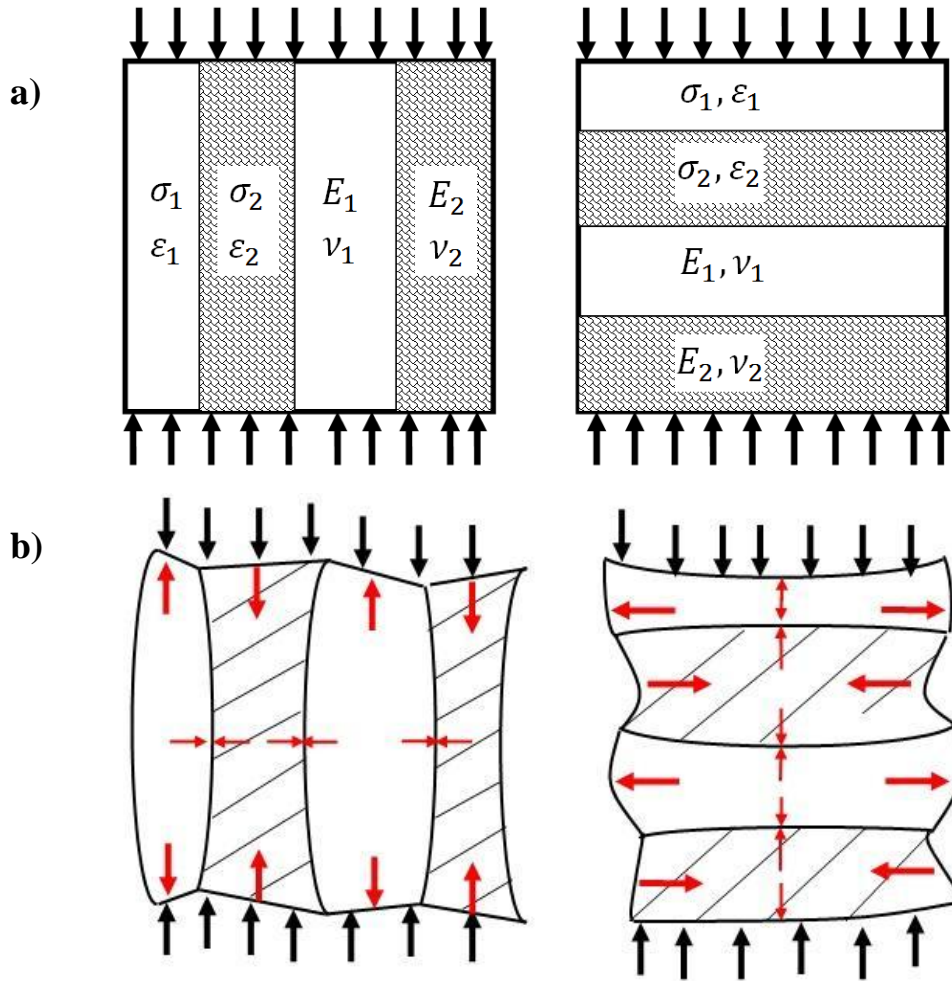 a)
σ₁ σ₂ E₁ E₂
ε₁ ε₂ ν₁ ν₂
σ₁, ε₁
σ₂, ε₂
E₁, ν₁
E₂, ν₂
b)